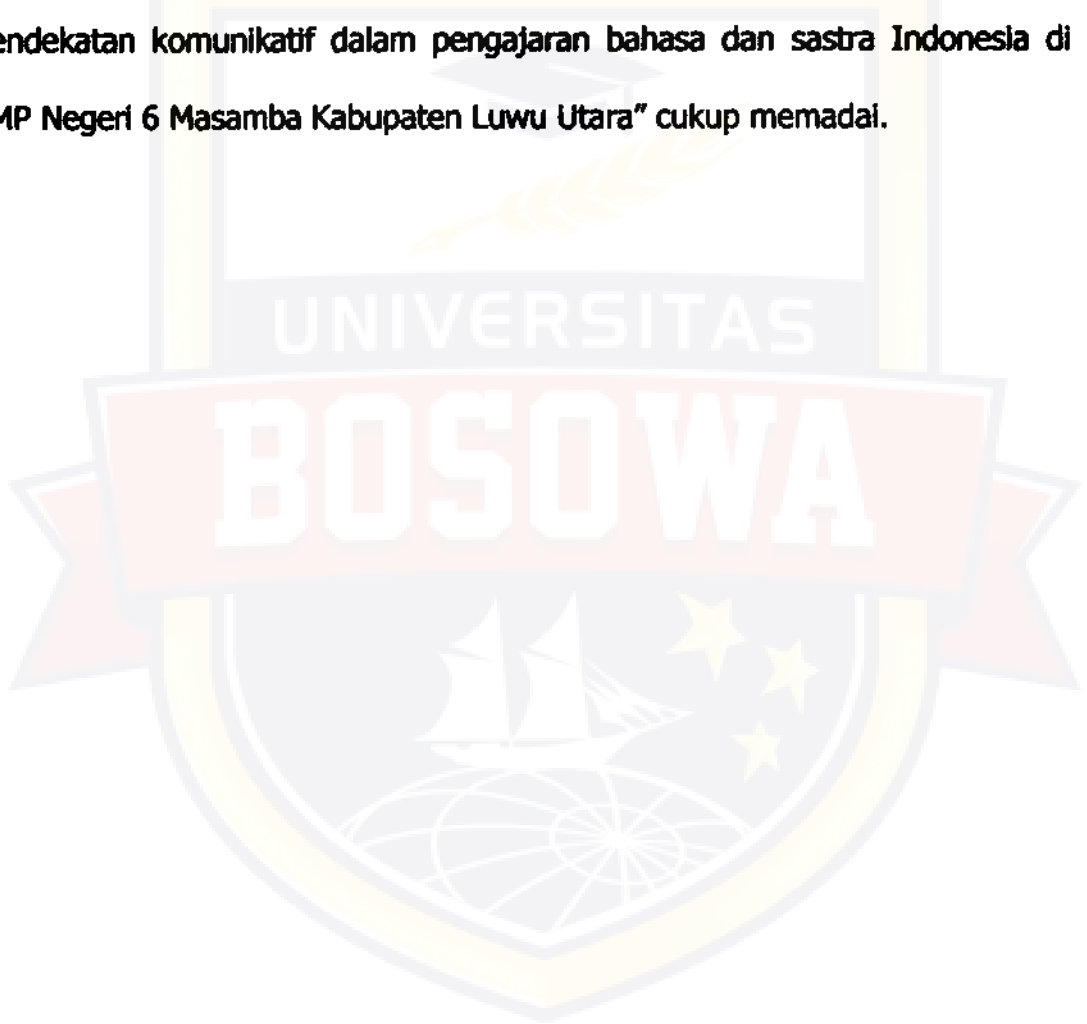 endekatan komunikatif dalam pengajaran bahasa dan sastra Indonesia di
MP Negeri 6 Masamba Kabupaten Luwu Utara" cukup memadai.
UNIVERSITAS
BOSOWA